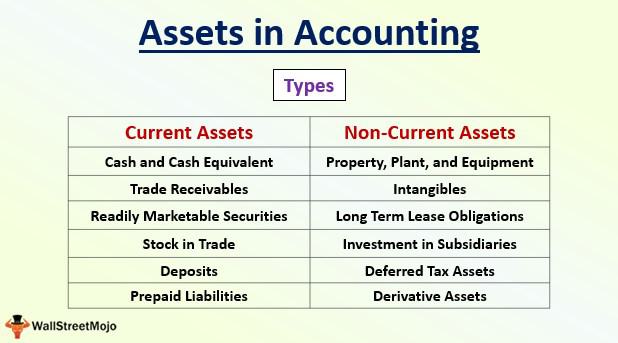 Assets in Accounting
Types
Current Assets Non-Current Assets
Cash and Cash Equivalent Property, Plant, and Equipment
Trade Receivables Intangibles
Readily Marketable Securities Long Term Lease Obligations
Stock in Trade Investment in Subsidiaries
Deposits Deferred Tax Assets
Prepaid Liabilities Derivative Assets
WallStreetMojo